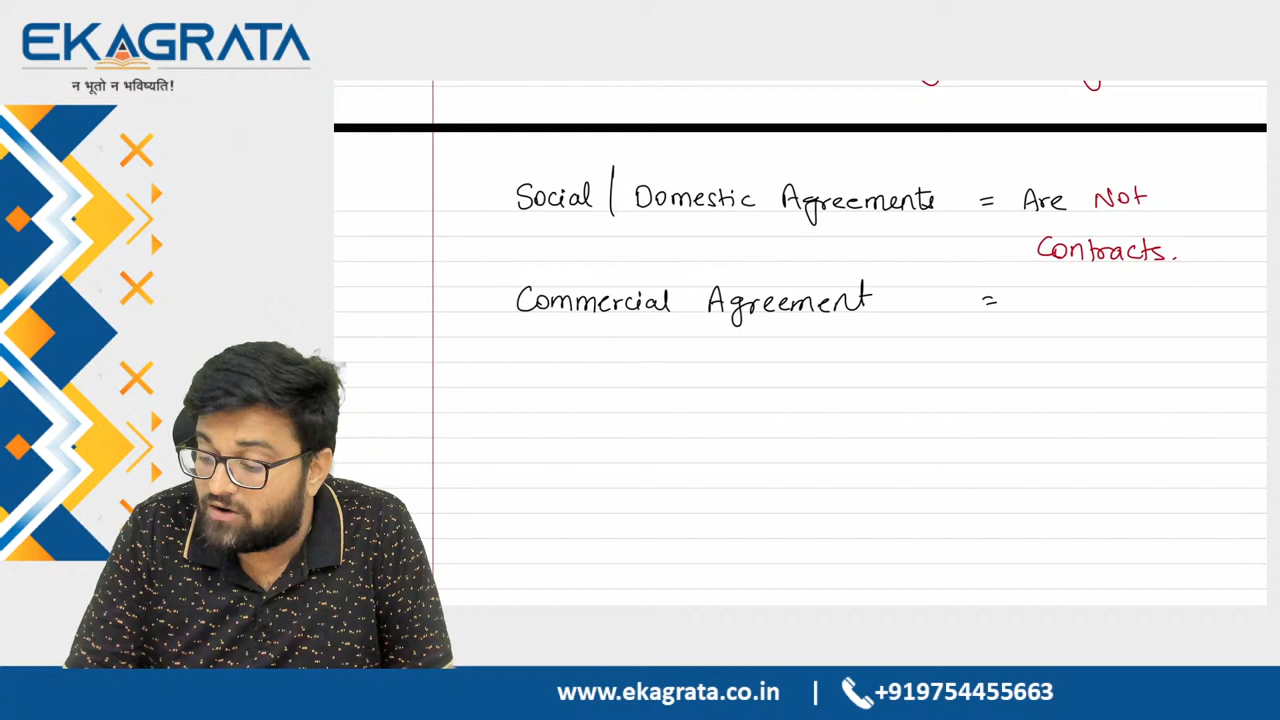 EKAGRATA
न भूतो न भविष्यति!
Social | Domestic Agreements = Are Not
Contracts.
Commercial Agreement =
www.ekagrata.co.in | +919754455663